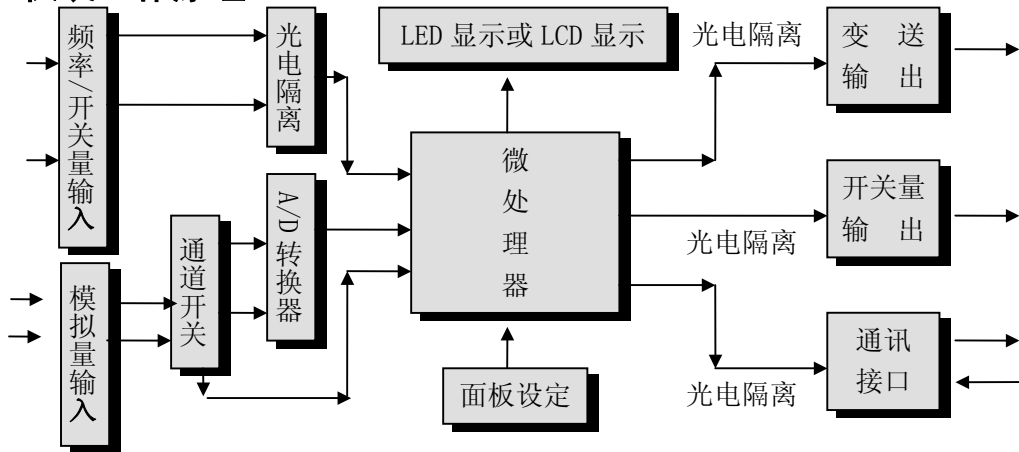 频率/开关量输入
光电隔离
LED 显示或 LCD 显示
光电隔离
变 送
输 出
微处理器
A/D转换器
通道开关
模拟量输入
开关量
输 出
光电隔离
面板设定
通讯
接口
光电隔离